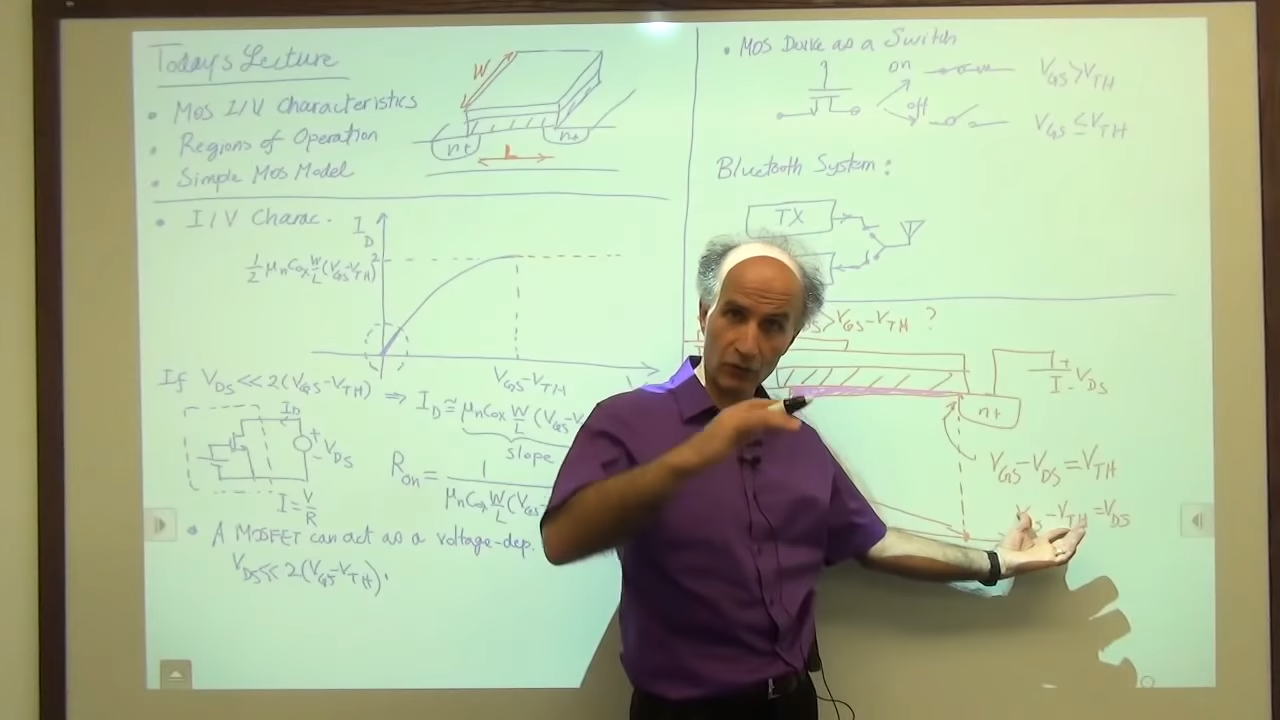 Today's Lecture
• MOS I/V Characteristics
• Regions of Operation
• Simple MOS Model
W
n+ n+
L
• I/V Charac.
I_D
1/2 μnCox W/L (VGS-VTH)²
VGS-VTH
If VDS << 2(VGS-VTH) ⇒ ID ≅ μnCox W/L (VGS-V
slope
ID
+
-
VDS
I = V/R
Ron = 1 / μnCox W/L (VGS-
• A MOSFET can act as a voltage-dep.
VDS << 2(VGS-VTH).
• MOS Device as a Switch
on VGS > VTH
off VGS ≤ VTH
Bluetooth System:
TX
DS > VGS-VTH ?
+
- VDS
n+
VGS-VDS = VTH
-VTH = VDS